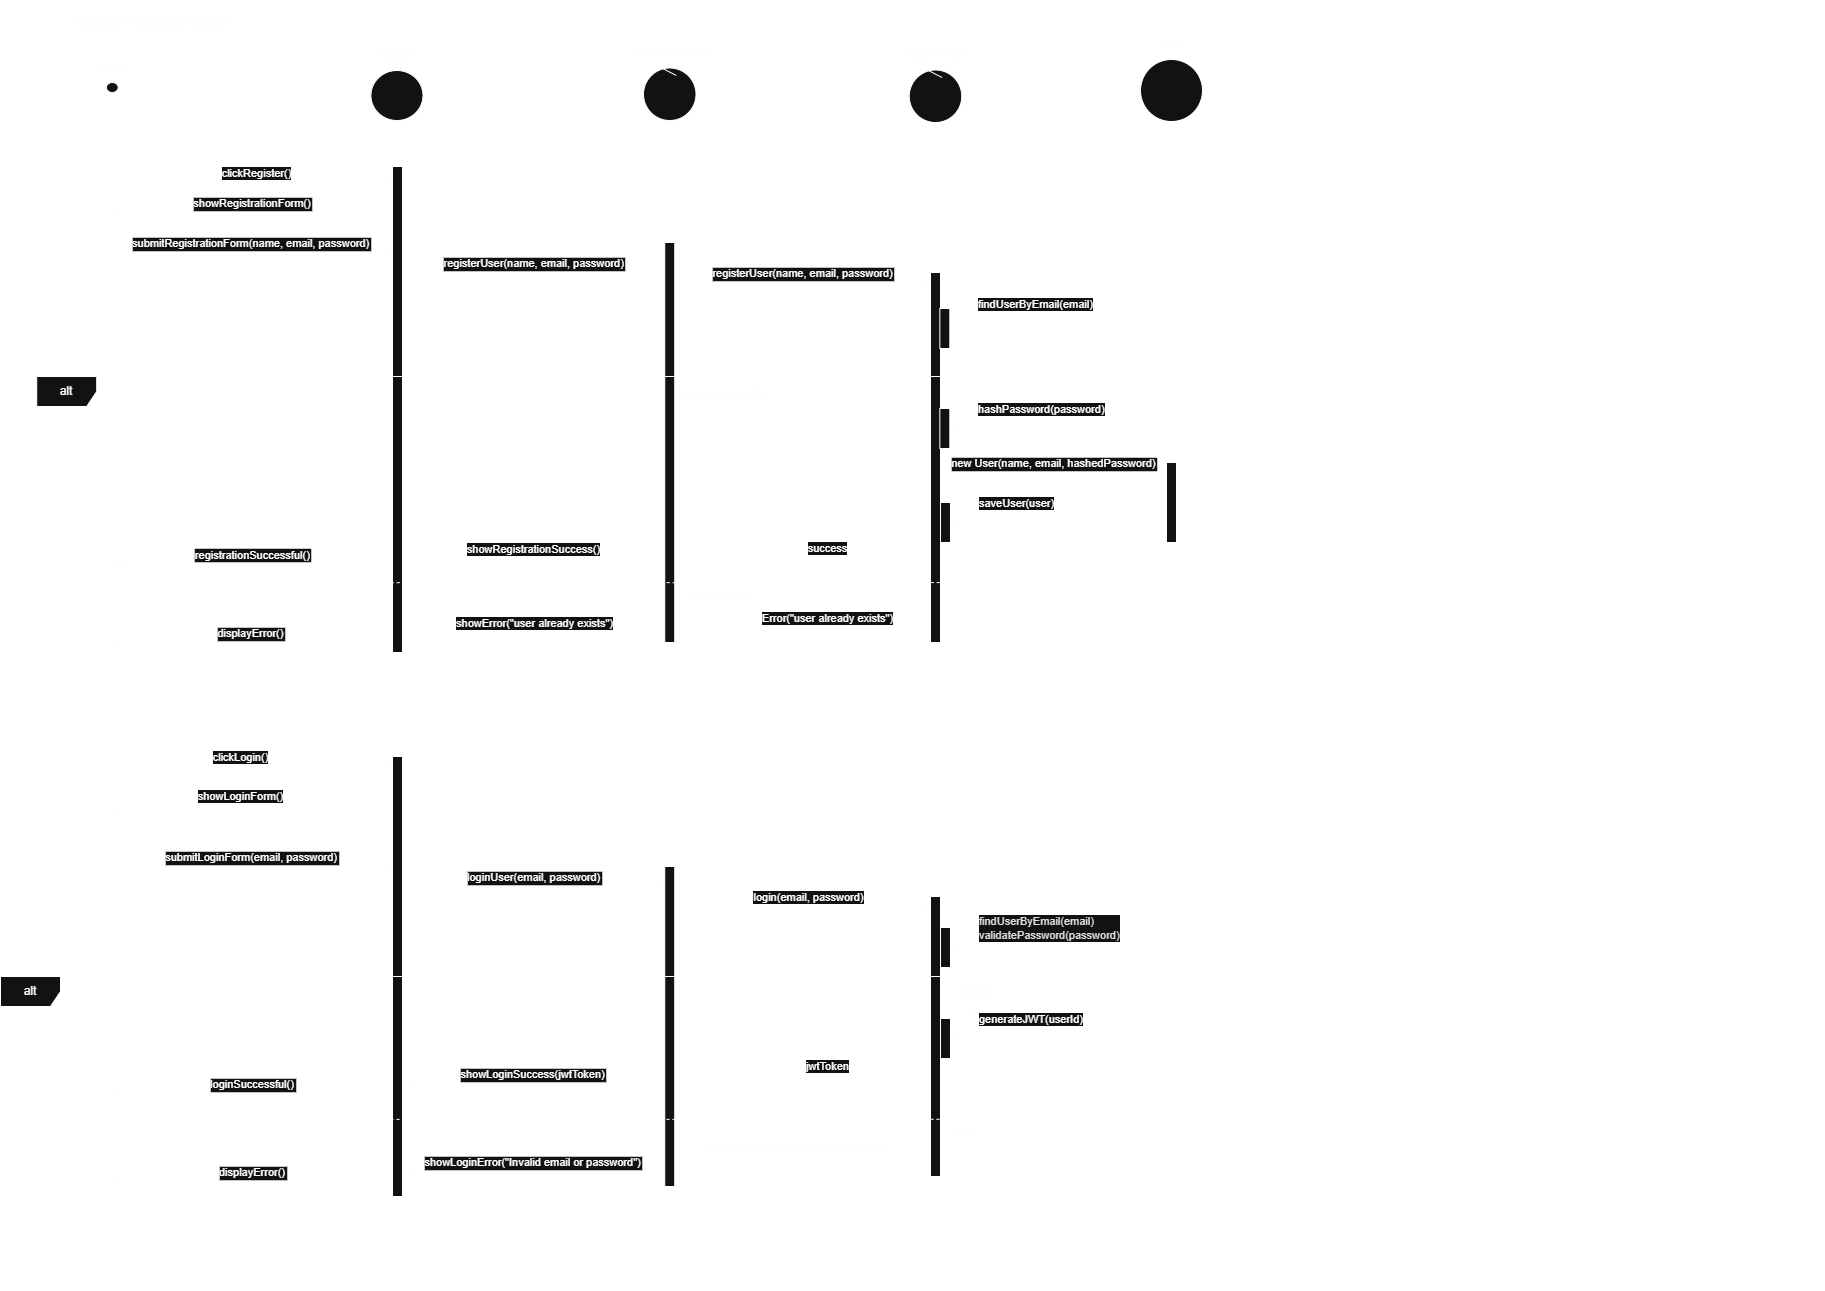 clickRegister()
showRegistrationForm()
submitRegistrationForm(name, email, password)
registerUser(name, email, password)
registerUser(name, email, password)
findUserByEmail(email)
alt
hashPassword(password)
new User(name, email, hashedPassword)
saveUser(user)
success
showRegistrationSuccess()
registrationSuccessful()
Error("user already exists")
showError("user already exists")
displayError()
clickLogin()
showLoginForm()
submitLoginForm(email, password)
loginUser(email, password)
login(email, password)
findUserByEmail(email)
validatePassword(password)
alt
generateJWT(userId)
jwtToken
showLoginSuccess(jwtToken)
loginSuccessful()
showLoginError("Invalid email or password")
displayError()